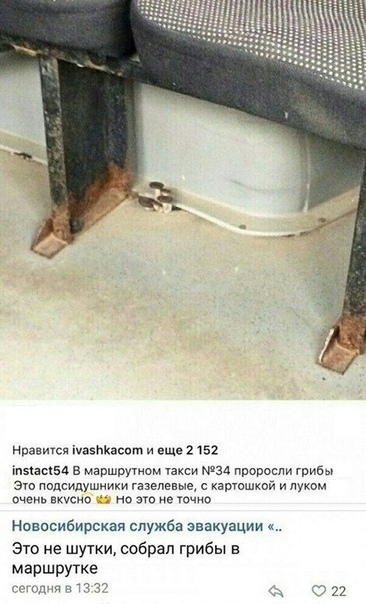 Нравится ivashkacom и еще 2 152
instact54 В маршрутном такси №34 проросли грибы
Это подсидушники газелевые, с картошкой и луком
очень вкусно 😁 Но это не точно
Новосибирская служба эвакуации «..
Это не шутки, собрал грибы в
маршрутке
сегодня в 13:32
22